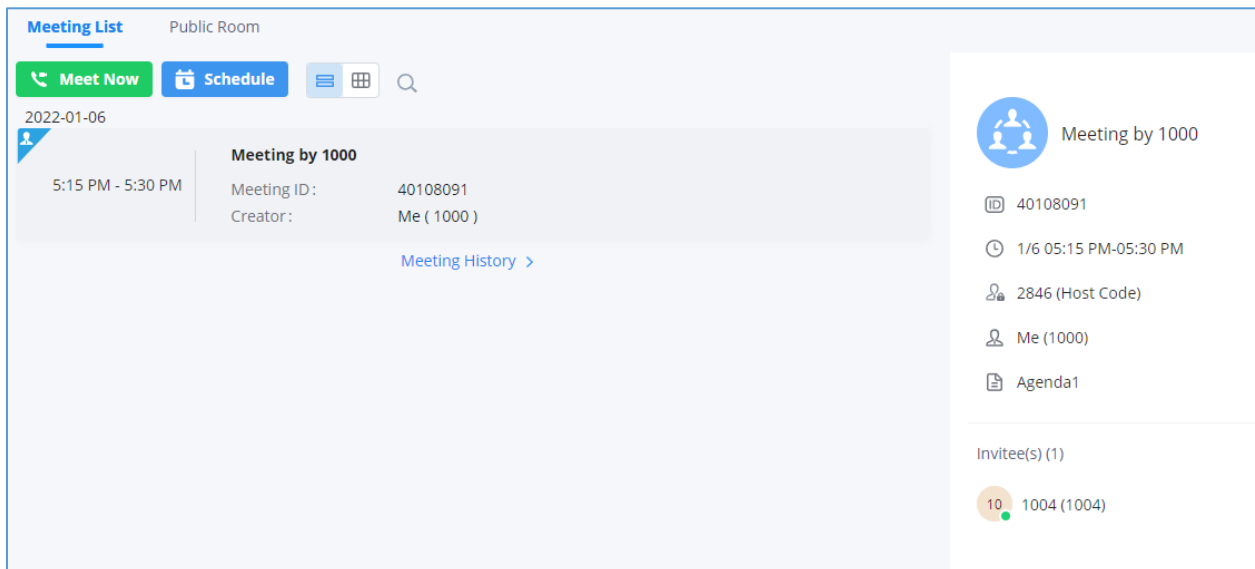 Meeting List Public Room
Meet Now Schedule
2022-01-06
Meeting by 1000
5:15 PM - 5:30 PM Meeting ID: 40108091
Creator: Me ( 1000 )
Meeting History >
Meeting by 1000
ID 40108091
1/6 05:15 PM-05:30 PM
2846 (Host Code)
Me (1000)
Agenda1
Invitee(s) (1)
10 1004 (1004)